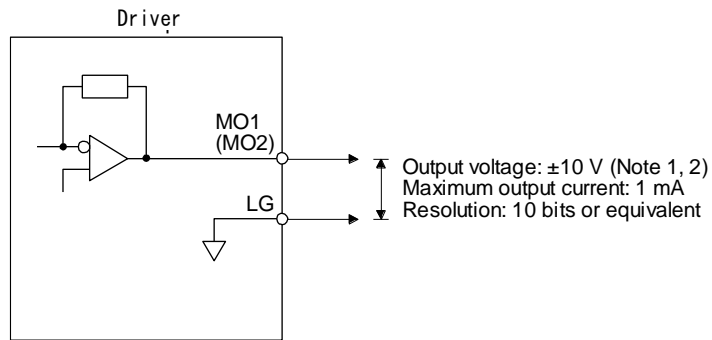 Driver
MO1
(MO2)
LG
Output voltage: ±10 V (Note 1, 2)
Maximum output current: 1 mA
Resolution: 10 bits or equivalent